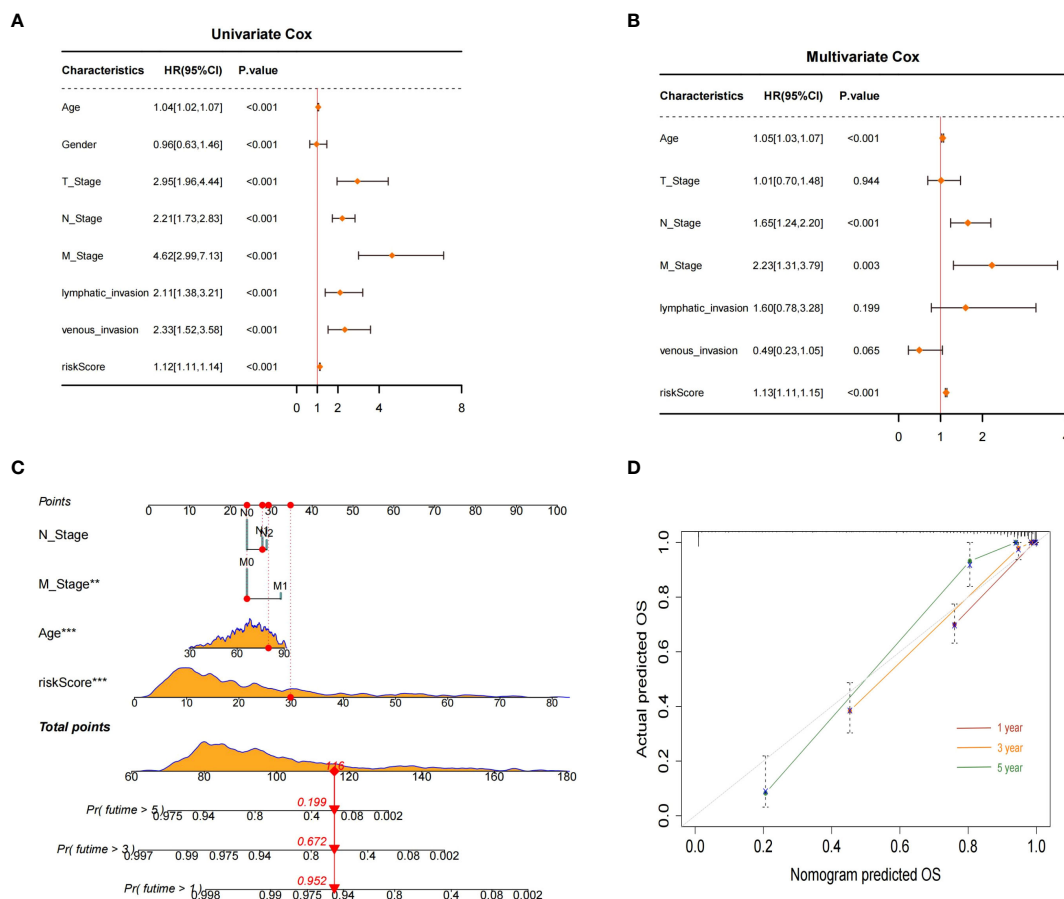 A
Univariate Cox
Characteristics HR(95%CI) P.value
Age 1.04[1.02,1.07] <0.001
Gender 0.96[0.63,1.46] <0.001
T_Stage 2.95[1.96,4.44] <0.001
N_Stage 2.21[1.73,2.83] <0.001
M_Stage 4.62[2.99,7.13] <0.001
lymphatic_invasion 2.11[1.38,3.21] <0.001
venous_invasion 2.33[1.52,3.58] <0.001
riskScore 1.12[1.11,1.14] <0.001
0 1 2 4 8
B
Multivariate Cox
Characteristics HR(95%CI) P.value
Age 1.05[1.03,1.07] <0.001
T_Stage 1.01[0.70,1.48] 0.944
N_Stage 1.65[1.24,2.20] <0.001
M_Stage 2.23[1.31,3.79] 0.003
lymphatic_invasion 1.60[0.78,3.28] 0.199
venous_invasion 0.49[0.23,1.05] 0.065
riskScore 1.13[1.11,1.15] <0.001
0 1 2
C
Points
0 10 20 30 40 50 60 70 80 90 100
N0
N_Stage
N1 N2
M0
M_Stage**
M1
Age***
30 60 90
riskScore***
0 10 20 30 40 50 60 70 80
Total points
116
60 80 100 120 140 160 180
0.199
Pr( futime > 5 )
0.975 0.94 0.8 0.4 0.08 0.002
0.672
Pr( futime > 3 )
0.997 0.99 0.975 0.94 0.8 0.4 0.08 0.002
0.952
Pr( futime > 1 )
0.998 0.99 0.975 0.94 0.8 0.4 0.08 0.002
D
Actual predicted OS
1.0
0.8
0.6
0.4
0.2
0.0
1 year
3 year
5 year
0.0 0.2 0.4 0.6 0.8 1.0
Nomogram predicted OS